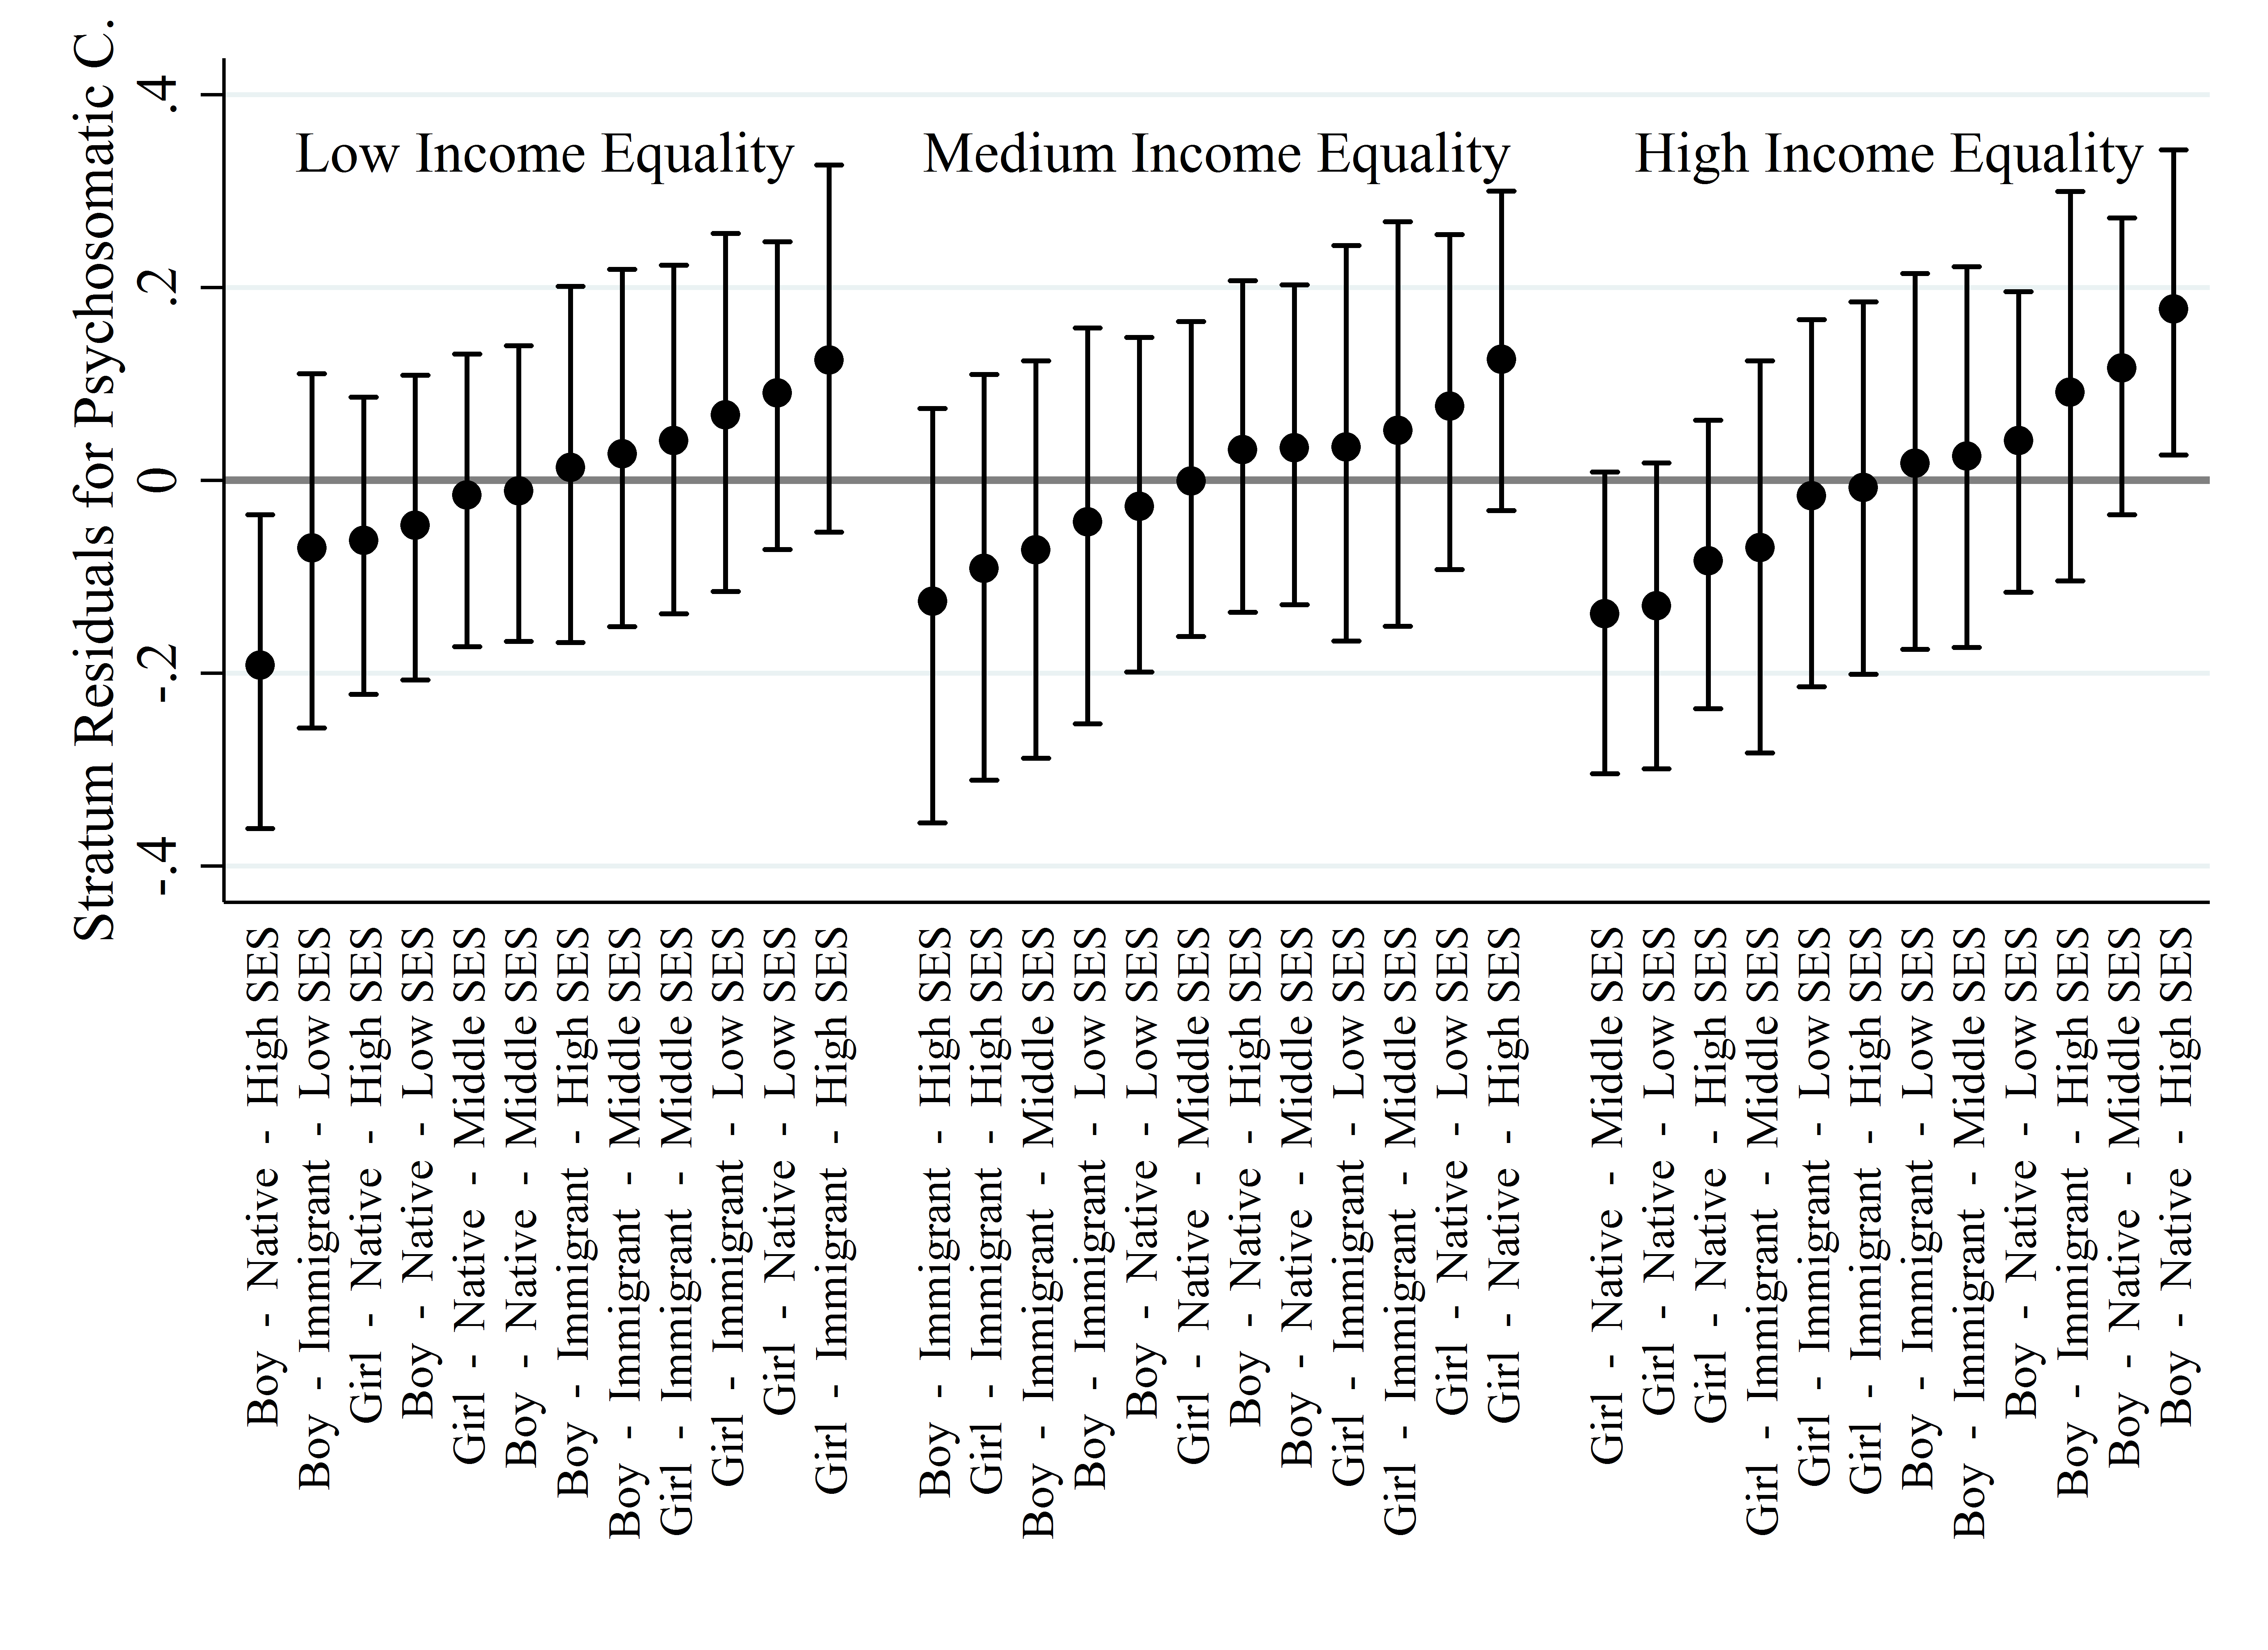 Stratum Residuals for Psychosomatic C.
.4
.2
0
-.2
-.4
Low Income Equality
Medium Income Equality
High Income Equality
Boy - Native - High SES
Boy - Immigrant - Low SES
Girl - Native - High SES
Boy - Native - Low SES
Girl - Native - Middle SES
Boy - Native - Middle SES
Boy - Immigrant - High SES
Boy - Immigrant - Middle SES
Girl - Immigrant - Middle SES
Girl - Immigrant - Low SES
Girl - Native - Low SES
Girl - Immigrant - High SES
Boy - Immigrant - High SES
Girl - Immigrant - High SES
Boy - Immigrant - Middle SES
Boy - Immigrant - Low SES
Boy - Native - Low SES
Girl - Native - Middle SES
Boy - Native - High SES
Boy - Native - Middle SES
Girl - Immigrant - Low SES
Girl - Immigrant - Middle SES
Girl - Native - Low SES
Girl - Native - High SES
Girl - Native - Middle SES
Girl - Native - Low SES
Girl - Native - High SES
Girl - Immigrant - Middle SES
Girl - Immigrant - Low SES
Girl - Immigrant - High SES
Boy - Immigrant - Low SES
Boy - Immigrant - Middle SES
Boy - Native - Low SES
Boy - Immigrant - High SES
Boy - Native - Middle SES
Boy - Native - High SES